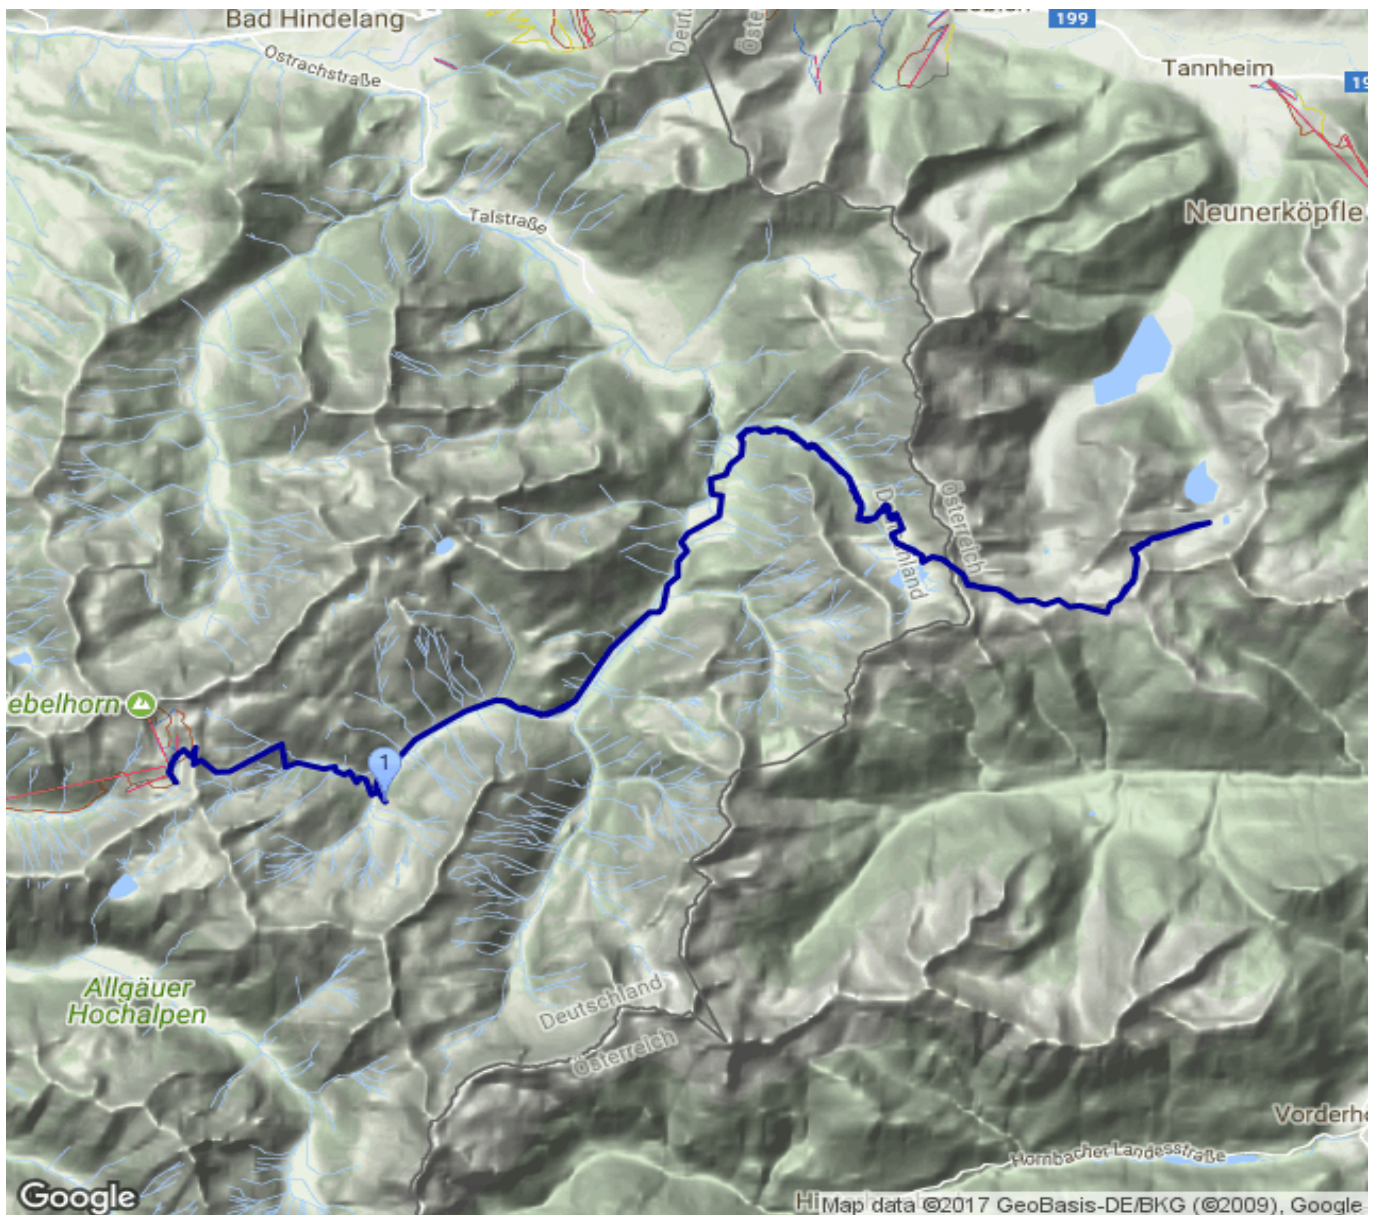 Bad Hindelang
199
Ostrachstraße
Tannheim
Talstraße
Neunerköpfle
Österreich
ebelhorn
1
Allgäuer
Hochalpen
Deutschland
Österreich
Vorderh
Hornbacher Landesstraße
Google
Map data ©2017 GeoBasis-DE/BKG (©2009), Google